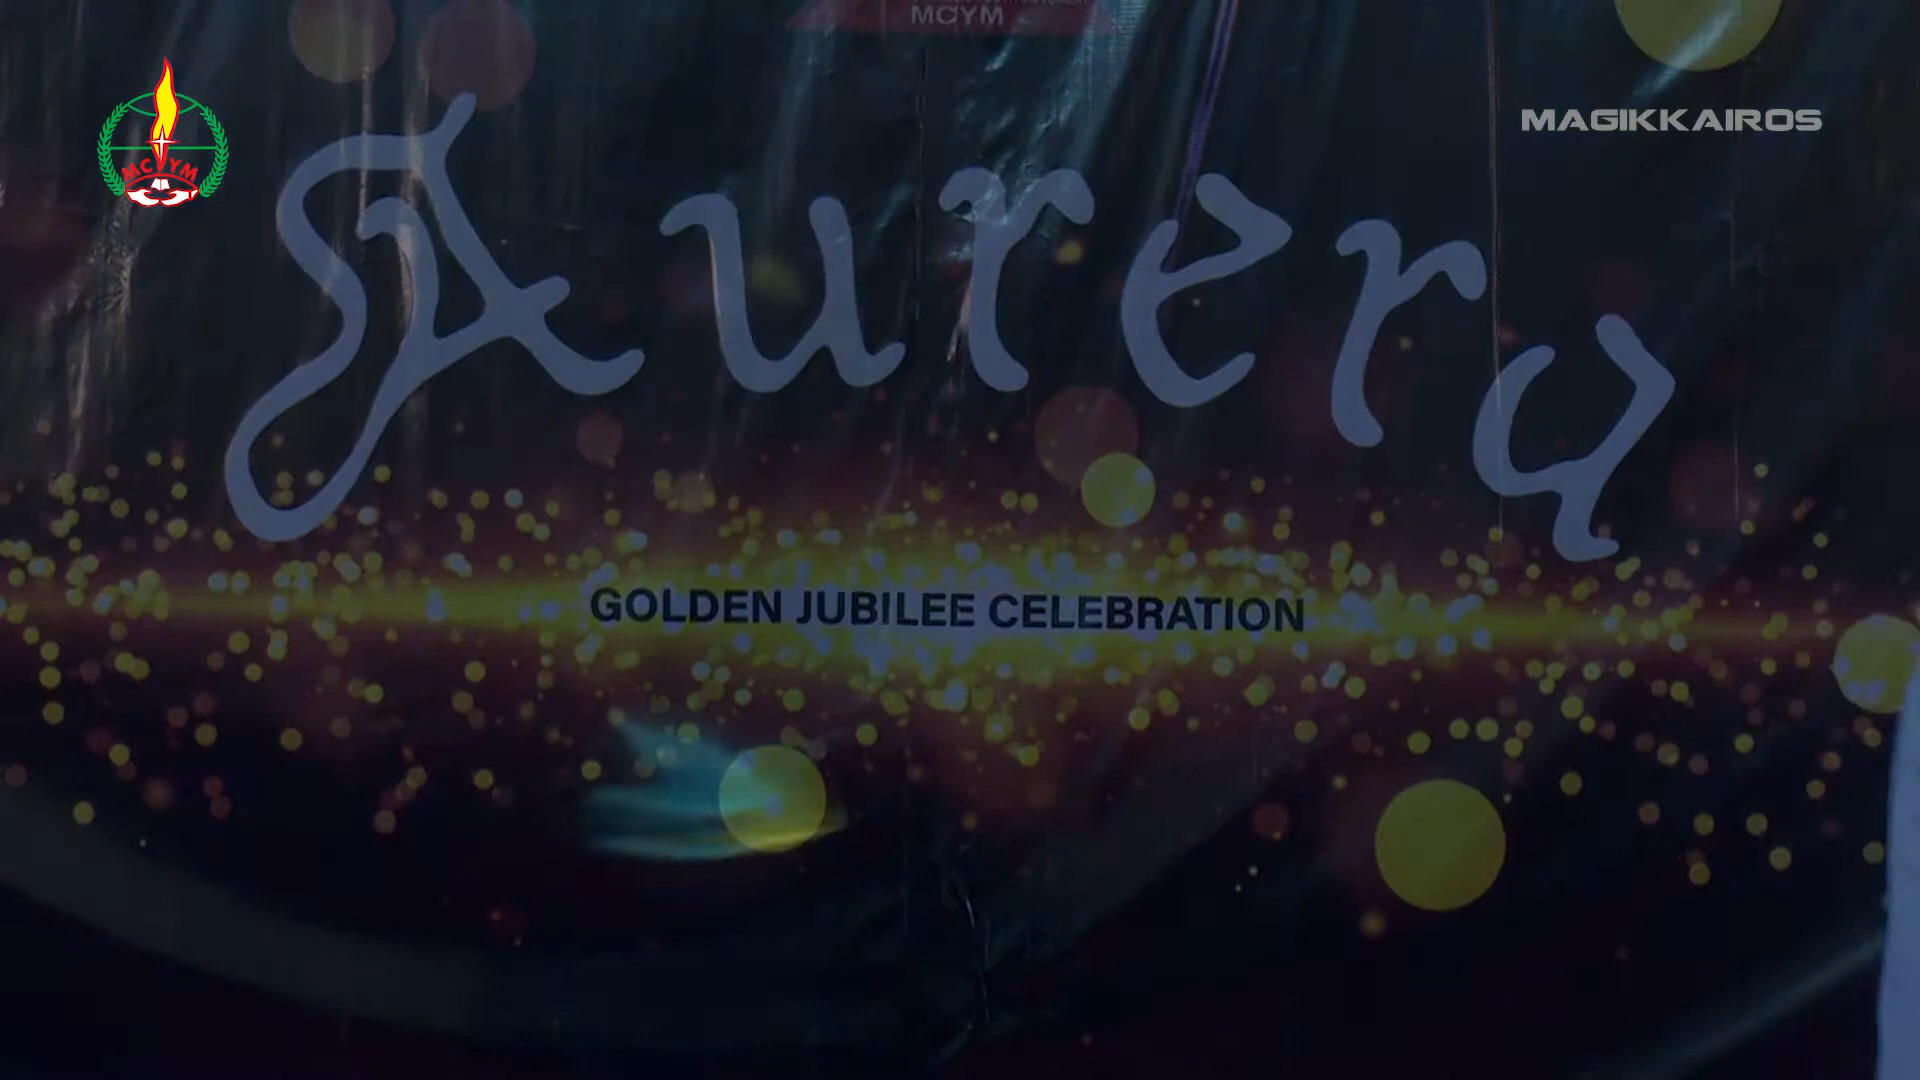 MCYM
MCYM
MAGIKKAIROS
Aurera
GOLDEN JUBILEE CELEBRATION